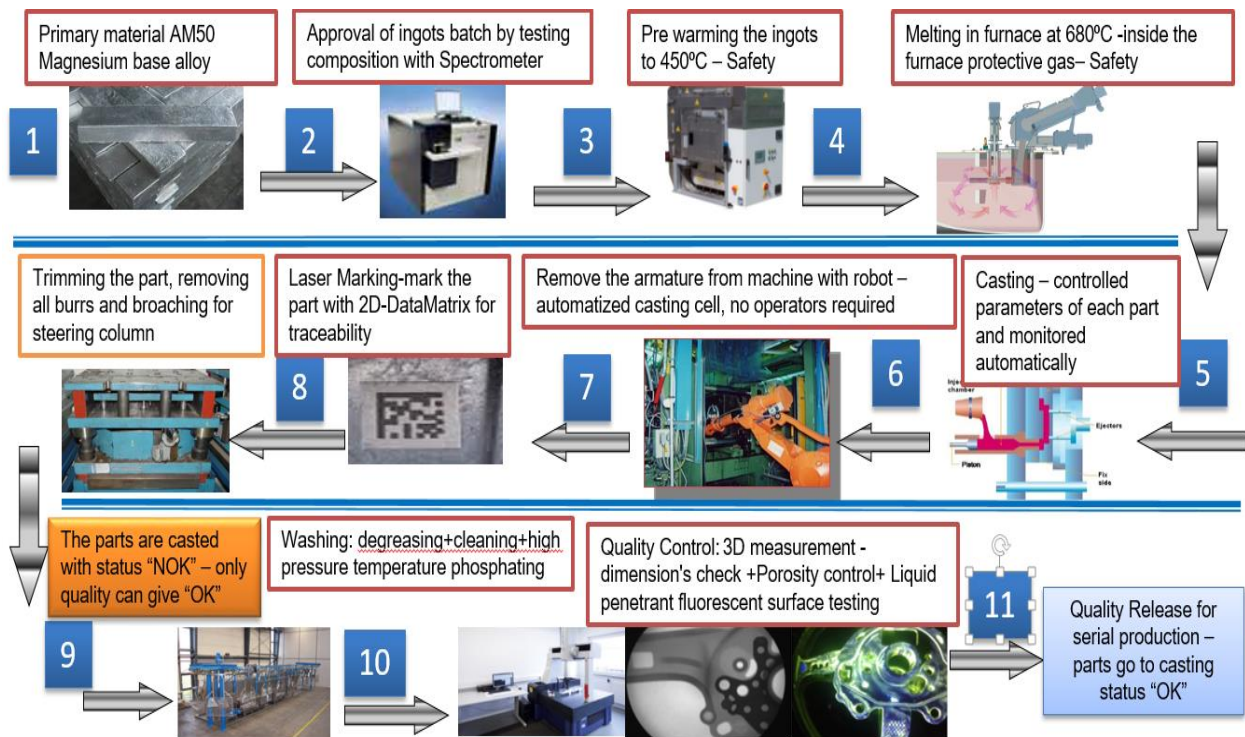 Primary material AM50
Magnesium base alloy
Approval of ingots batch by testing
composition with Spectrometer
Pre warming the ingots
to 450ºC – Safety
Melting in furnace at 680ºC -inside the
furnace protective gas– Safety
1
2
3
4
Trimming the part, removing
all burrs and broaching for
steering column
Laser Marking-mark the
part with 2D-DataMatrix for
traceability
Remove the armature from machine with robot –
automatized casting cell, no operators required
Casting – controlled
parameters of each part
and monitored
automatically
8
7
6
5
chamber
Ejectors
Piston
Fix
side
The parts are casted
with status “NOK” – only
quality can give “OK”
Washing: degreasing+cleaning+high
pressure temperature phosphating
Quality Control: 3D measurement -
dimension's check +Porosity control+ Liquid
penetrant fluorescent surface testing
11
Quality Release for
serial production –
parts go to casting
status “OK”
9
10